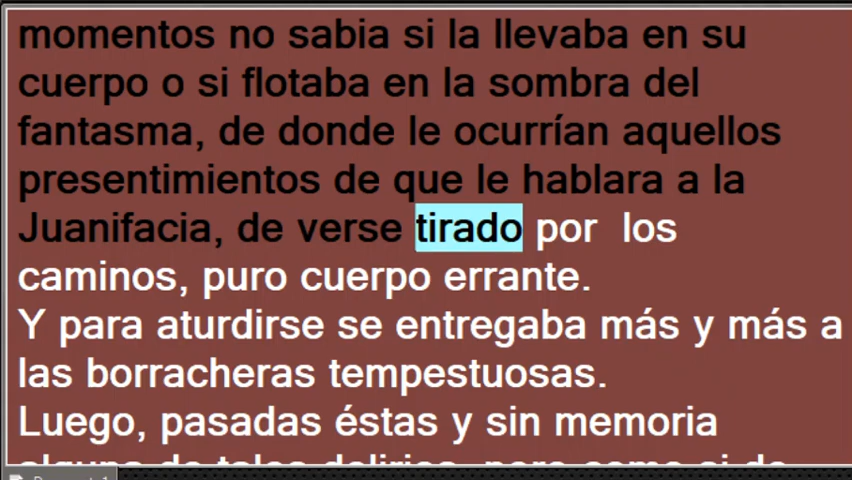 momentos no sabia si la llevaba en su
cuerpo o si flotaba en la sombra del
fantasma, de donde le ocurrían aquellos
presentimientos de que le hablara a la
Juanifacia, de verse tirado por  los
caminos, puro cuerpo errante.
Y para aturdirse se entregaba más y más a
las borracheras tempestuosas.
Luego, pasadas éstas y sin memoria